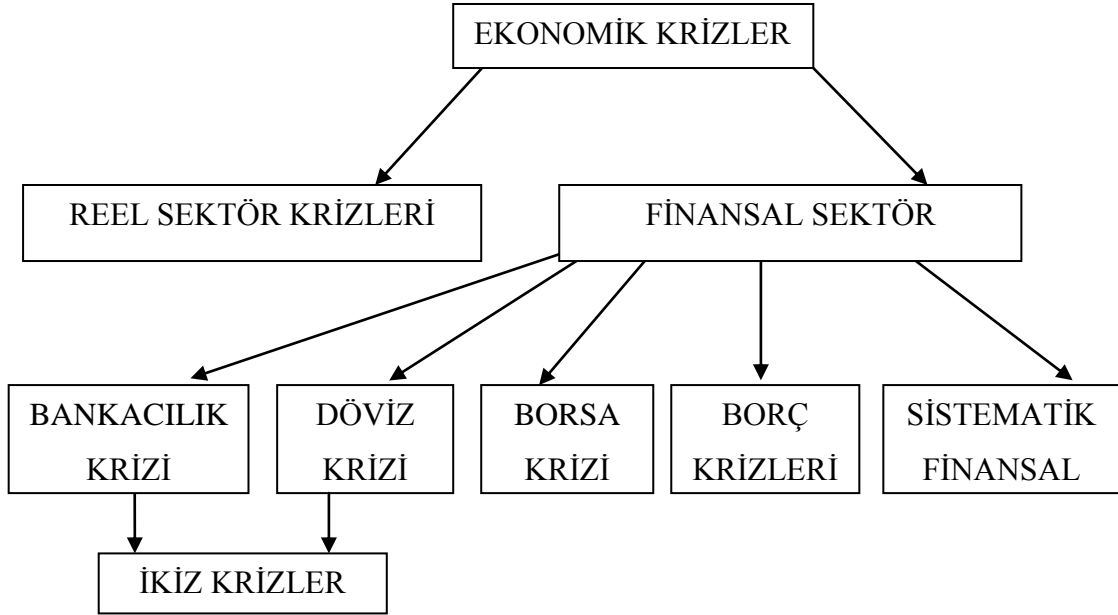 EKONOMİK KRİZLER
REEL SEKTÖR KRİZLERİ
FİNANSAL SEKTÖR
BANKACILIK
KRİZİ
DÖVİZ
KRİZİ
BORSA
KRİZİ
BORÇ
KRİZLERİ
SİSTEMATİK
FİNANSAL
İKİZ KRİZLER